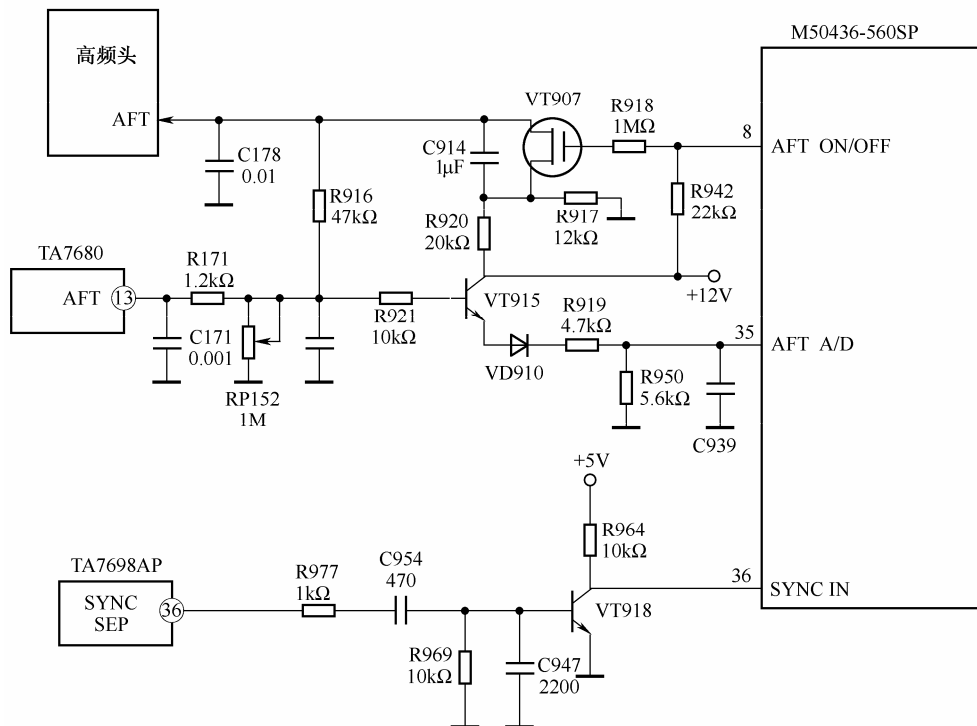 M50436-560SP
高频头
AFT
VT907
R918
1MΩ
8
AFT ON/OFF
C178
0.01
C914
1μF
R916
47kΩ
R920
20kΩ
R917
12kΩ
R942
22kΩ
TA7680
AFT
13
R171
1.2kΩ
R921
10kΩ
VT915
+12V
R919
4.7kΩ
35
AFT A/D
C171
0.001
VD910
RP152
1M
R950
5.6kΩ
C939
+5V
R964
10kΩ
TA7698AP
SYNC
SEP
36
R977
1kΩ
C954
470
36
SYNC IN
VT918
R969
10kΩ
C947
2200